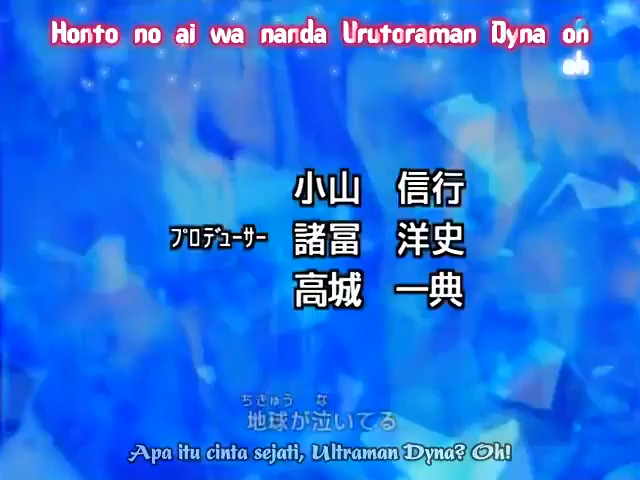 Honto no ai wa nanda Urutoraman Dyna on
oh
小山　信行
ﾌﾟﾛﾃﾞｭｰｻｰ 諸冨　洋史
高城　一典
ちきゅう な
地球が泣いてる
Apa itu cinta sejati, Ultraman Dyna? Oh!